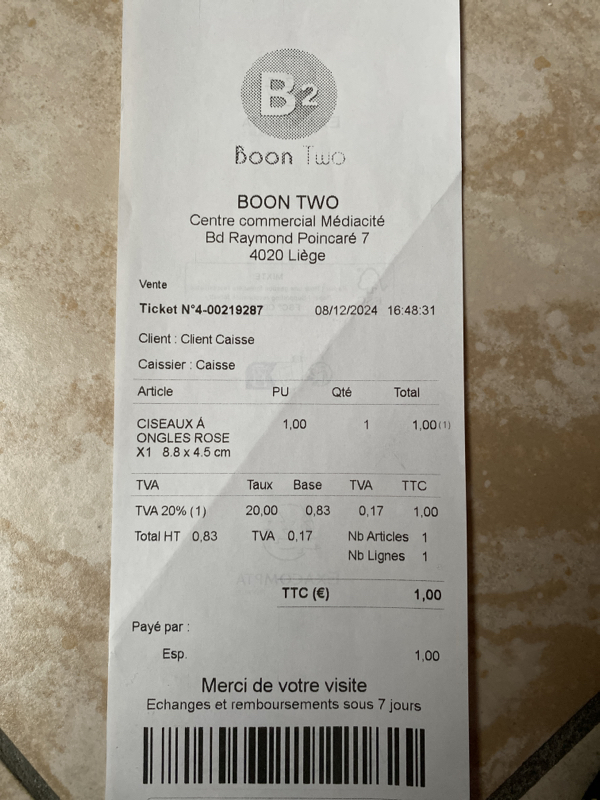 B2
Boon Two
BOON TWO
Centre commercial Médiacité
Bd Raymond Poincaré 7
4020 Liège
Vente
Ticket N°4-00219287 08/12/2024 16:48:31
Client : Client Caisse
Caissier : Caisse
Article PU Qté Total
CISEAUX Á 1,00 1 1,00(1)
ONGLES ROSE
X1 8.8 x 4.5 cm
TVA Taux Base TVA TTC
TVA 20% (1) 20,00 0,83 0,17 1,00
Total HT 0,83 TVA 0,17 Nb Articles 1
Nb Lignes 1
TTC (€) 1,00
Payé par :
Esp. 1,00
Merci de votre visite
Echanges et remboursements sous 7 jours